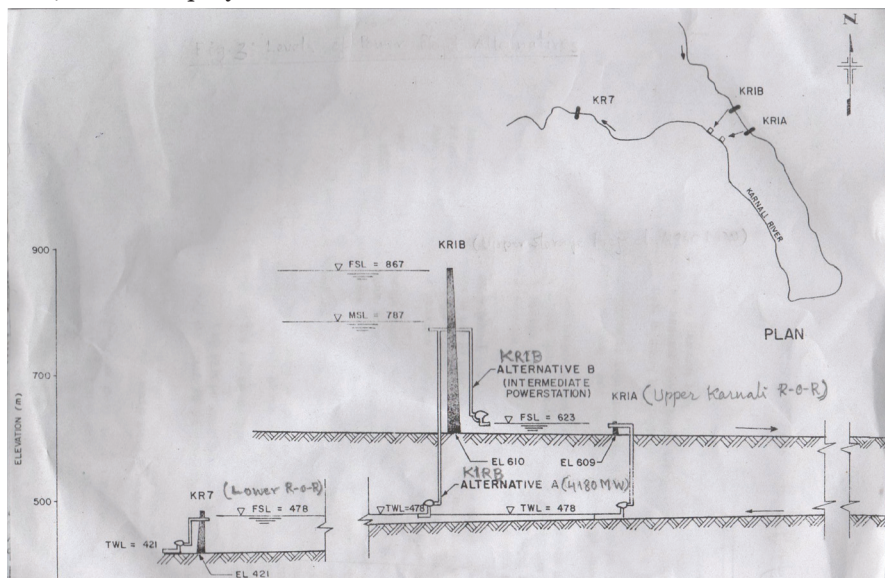 N
KR7
KR1B
KR1A
KARNALI RIVER
PLAN
KR1B
900
FSL = 867
MSL = 787
KR1B
ALTERNATIVE B
(INTERMEDIATE
POWERSTATION)
700
KR1A (Upper Karnali R-O-R)
FSL = 623
ELEVATION (m)
EL 610
EL 609
K1RB
ALTERNATIVE A (4180 MW)
500
KR7 (Lower R-O-R)
FSL = 478
TWL=478
TWL = 478
TWL = 421
EL 421